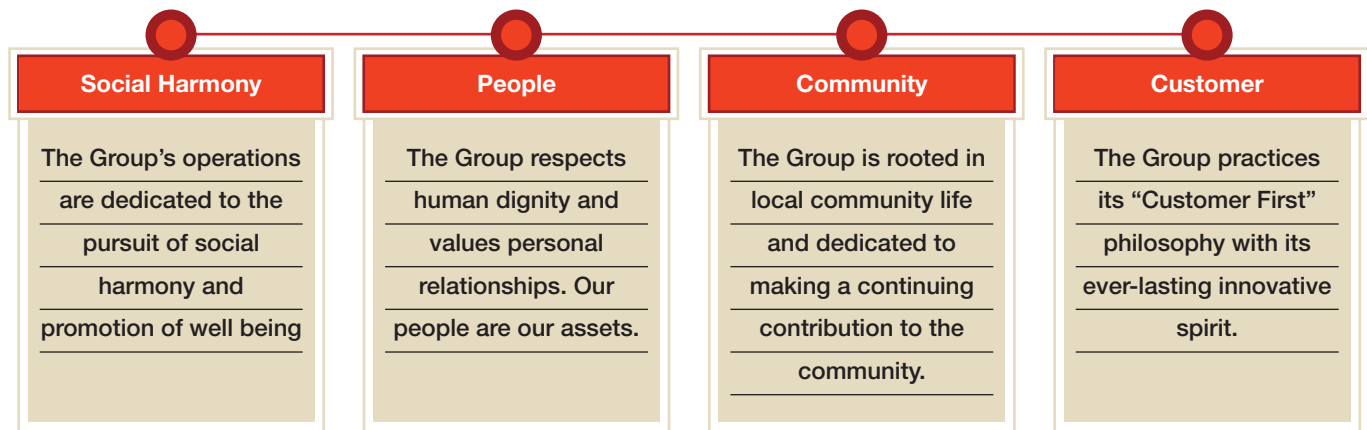 Social Harmony
The Group’s operations
are dedicated to the
pursuit of social
harmony and
promotion of well being
People
The Group respects
human dignity and
values personal
relationships. Our
people are our assets.
Community
The Group is rooted in
local community life
and dedicated to
making a continuing
contribution to the
community.
Customer
The Group practices
its “Customer First”
philosophy with its
ever-lasting innovative
spirit.